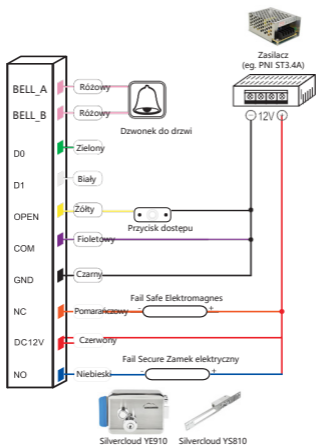 Zasilacz
(eg. PNI ST3.4A)
BELL_A
Różowy
BELL_B
Różowy
Dzwonek do drzwi
− 12V +
D0
Zielony
D1
Biały
OPEN
Żółty
Przycisk dostępu
COM
Fioletowy
GND
Czarny
Fail Safe Elektromagnes
NC
Pomarańczowy
- +
DC12V
Czerwony
Fail Secure Zamek elektryczny
NO
Niebieski
- +
Silvercloud YE910
Silvercloud YS810